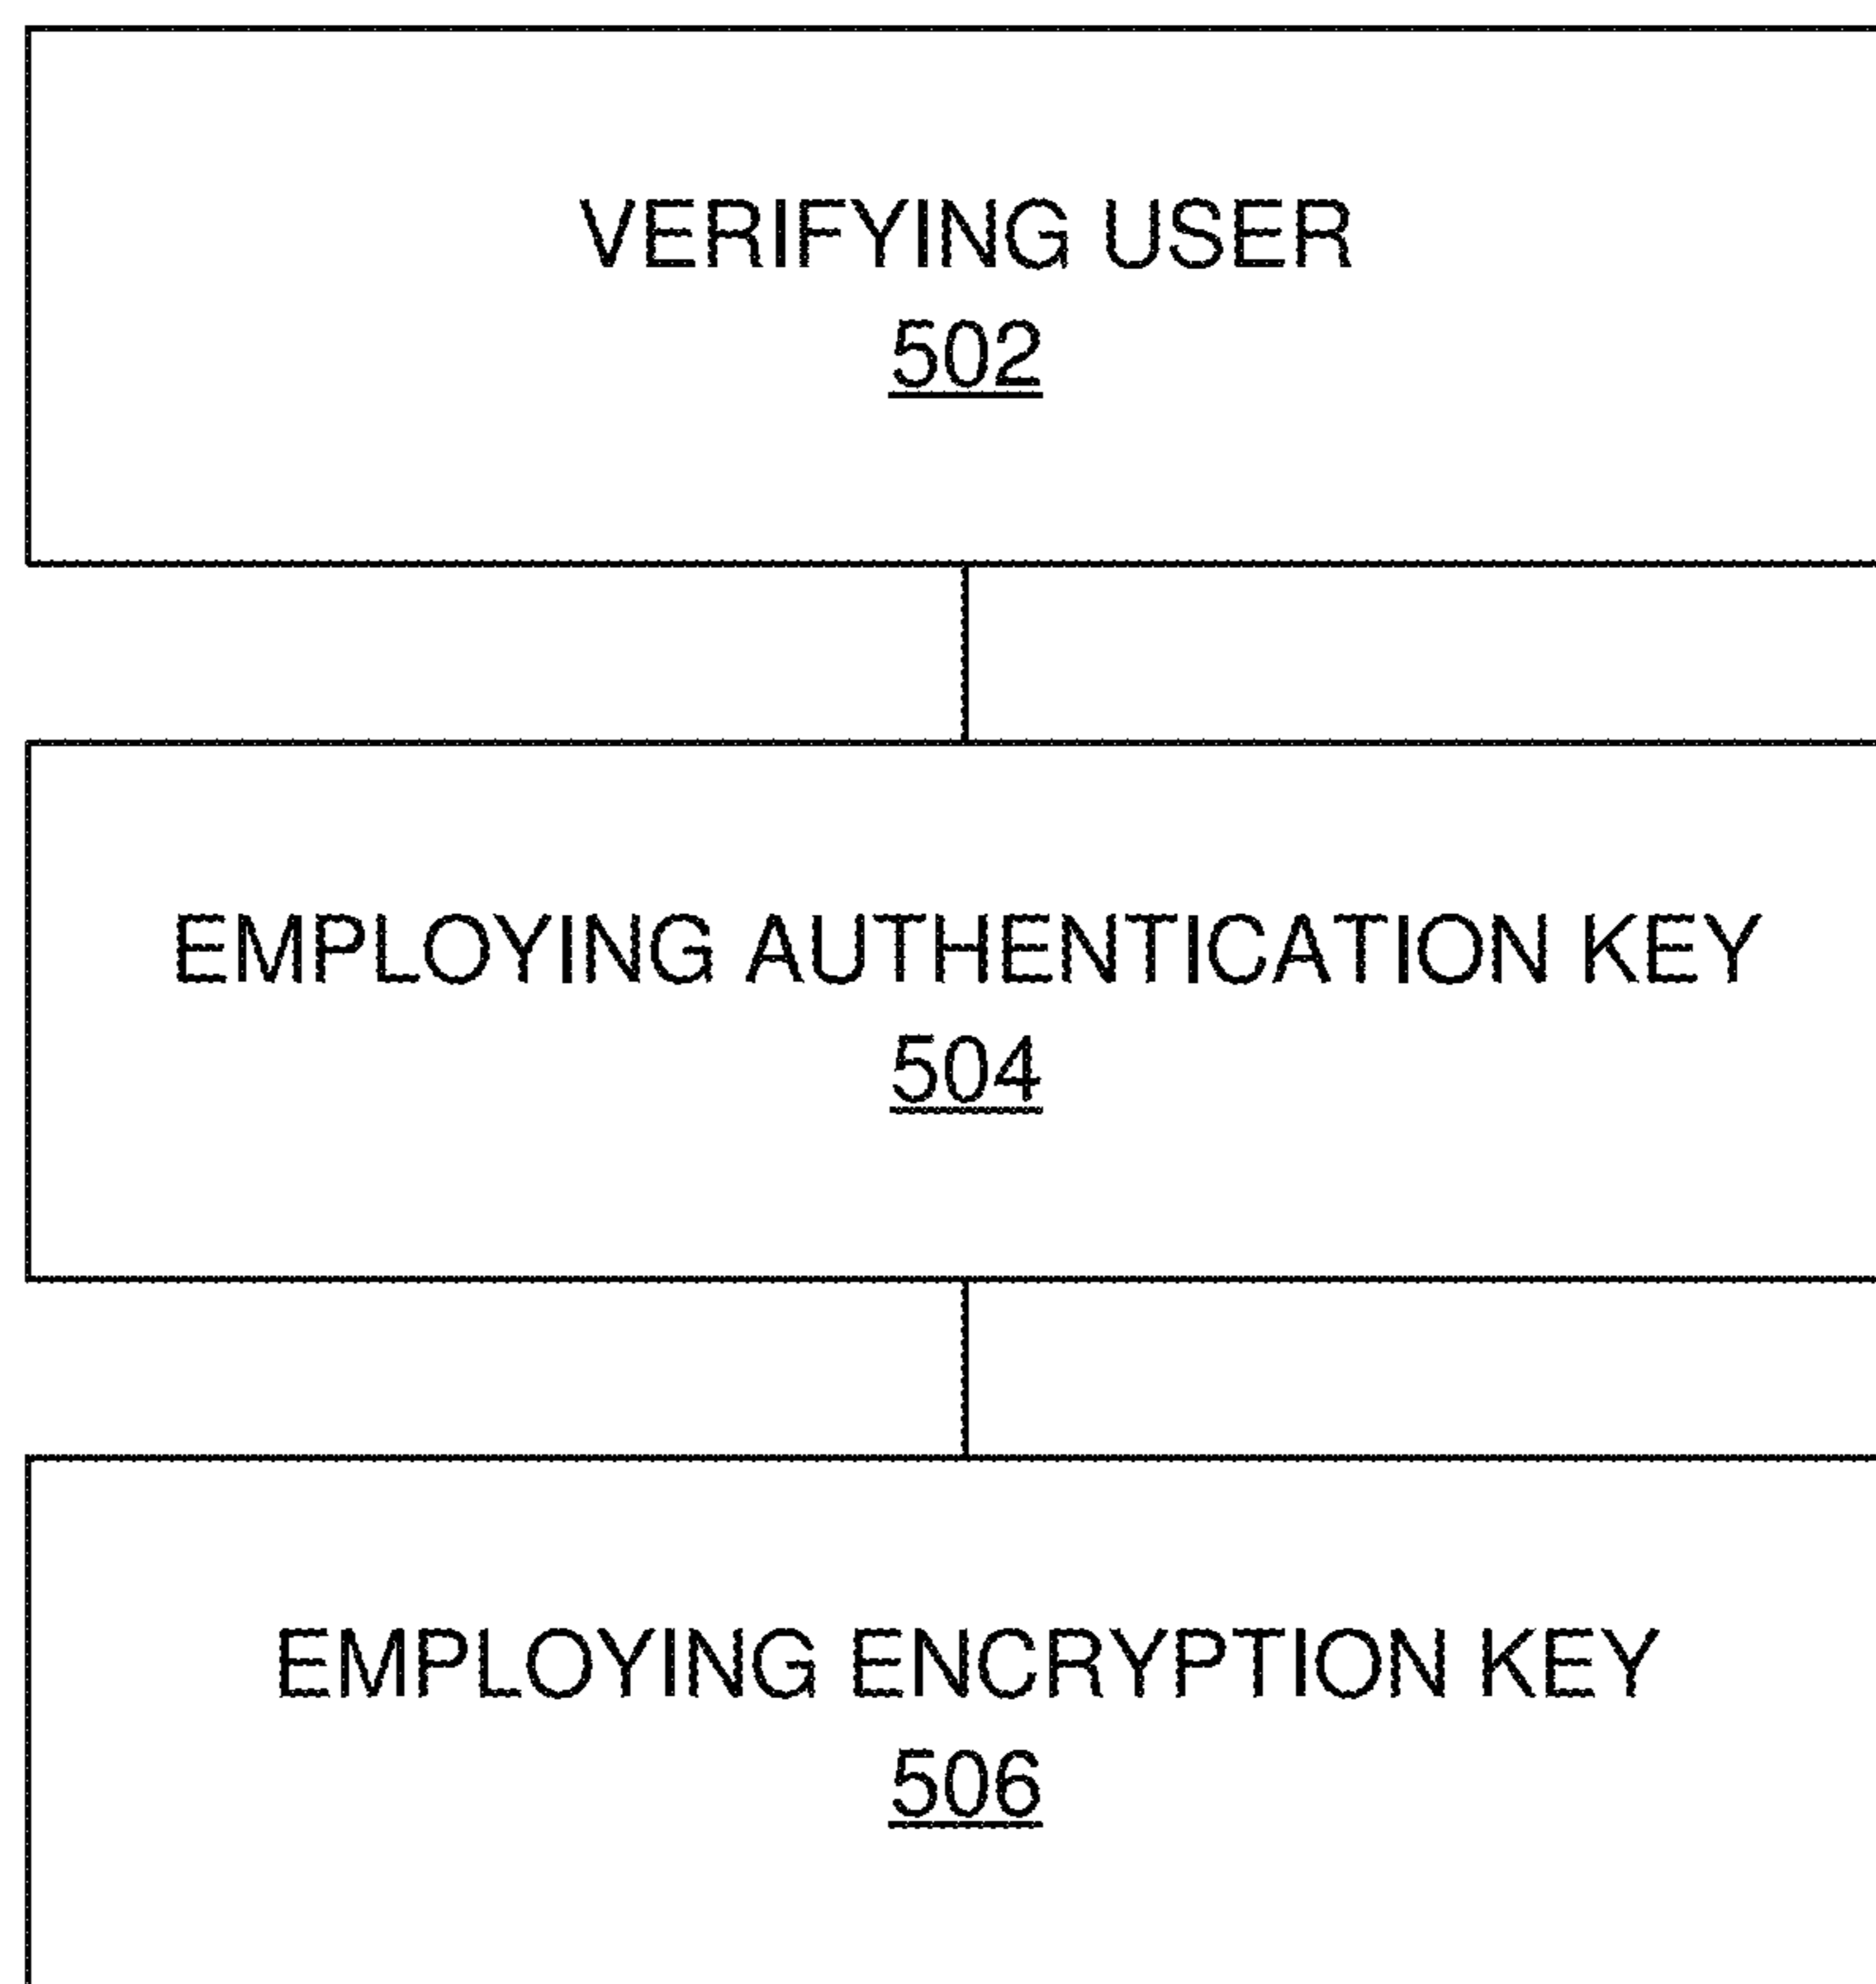 VERIFYING USER
502
EMPLOYING AUTHENTICATION KEY
504
EMPLOYING ENCRYPTION KEY
506